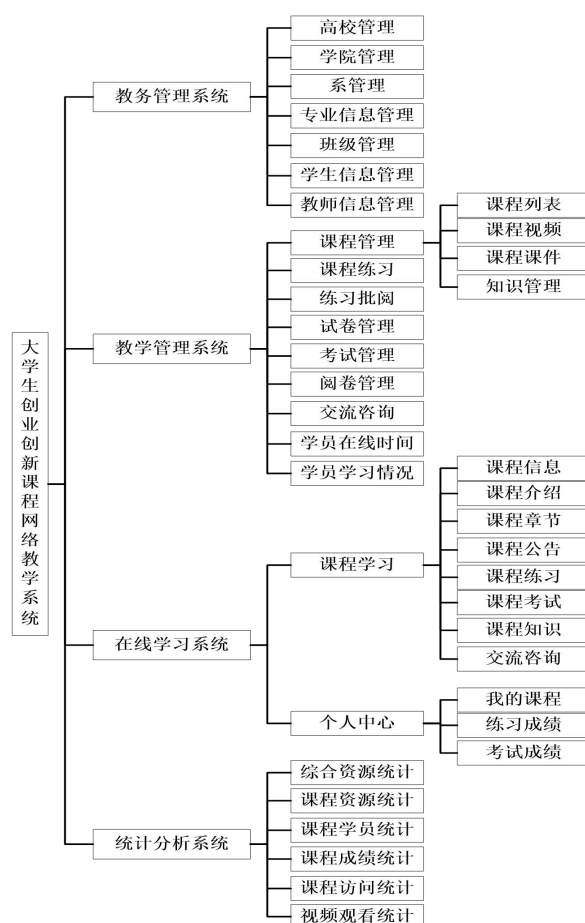 大学生创业创新课程网络教学系统
教务管理系统
高校管理
学院管理
系管理
专业信息管理
班级管理
学生信息管理
教师信息管理
教学管理系统
课程管理
课程列表
课程视频
课程课件
知识管理
课程练习
练习批阅
试卷管理
考试管理
阅卷管理
交流咨询
学员在线时间
学员学习情况
在线学习系统
课程学习
课程信息
课程介绍
课程章节
课程公告
课程练习
课程考试
课程知识
交流咨询
个人中心
我的课程
练习成绩
考试成绩
统计分析系统
综合资源统计
课程资源统计
课程学员统计
课程成绩统计
课程访问统计
视频观看统计